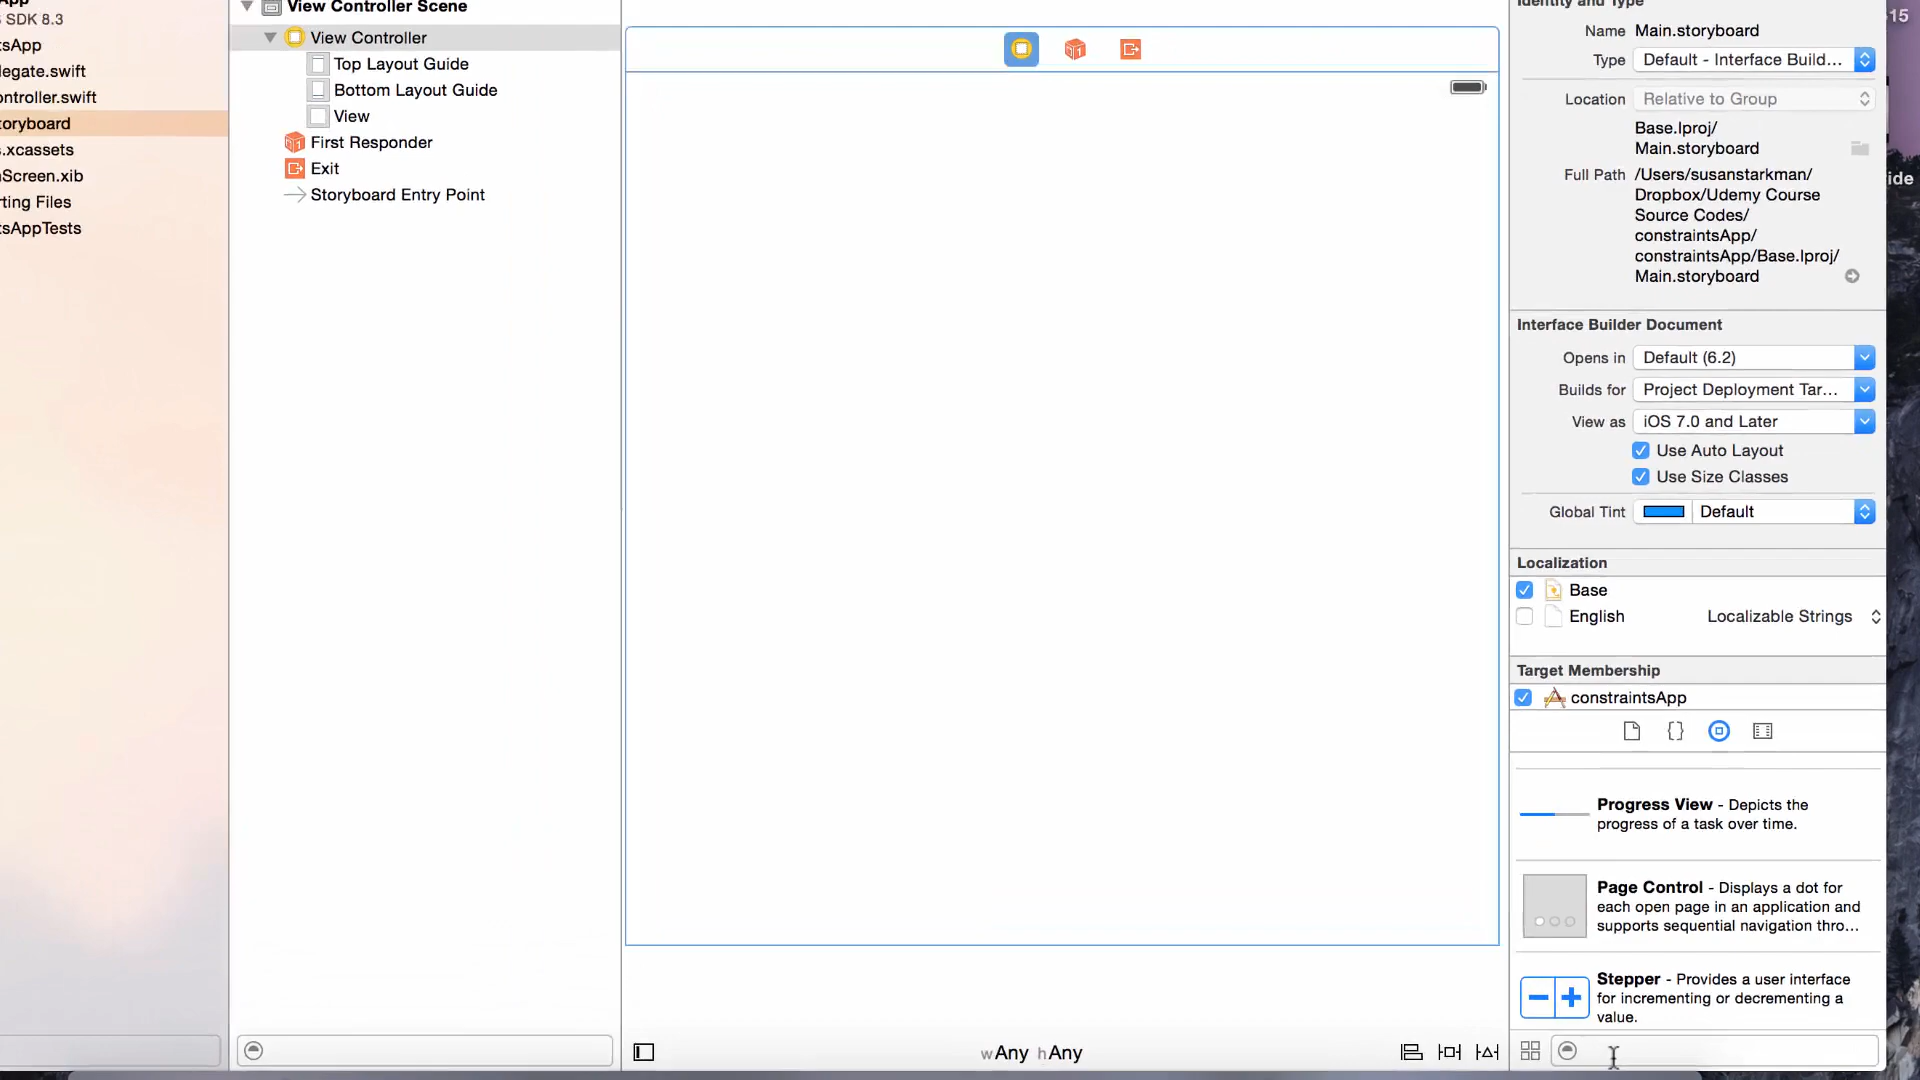 App
SDK 8.3
tsApp
legate.swift
ontroller.swift
toryboard
s.xcassets
nScreen.xib
rting Files
tsAppTests
View Controller Scene
View Controller
Top Layout Guide
Bottom Layout Guide
View
First Responder
Exit
Storyboard Entry Point
wAny hAny
Identity and Type
Name Main.storyboard
Type Default - Interface Build...
Location Relative to Group
Base.lproj/
Main.storyboard
Full Path /Users/susanstarkman/
Dropbox/Udemy Course
Source Codes/
constraintsApp/
constraintsApp/Base.lproj/
Main.storyboard
Interface Builder Document
Opens in Default (6.2)
Builds for Project Deployment Tar...
View as iOS 7.0 and Later
Use Auto Layout
Use Size Classes
Global Tint Default
Localization
Base
English Localizable Strings
Target Membership
constraintsApp
Progress View - Depicts the
progress of a task over time.
Page Control - Displays a dot for
each open page in an application and
supports sequential navigation thro...
Stepper - Provides a user interface
for incrementing or decrementing a
value.
15
ide